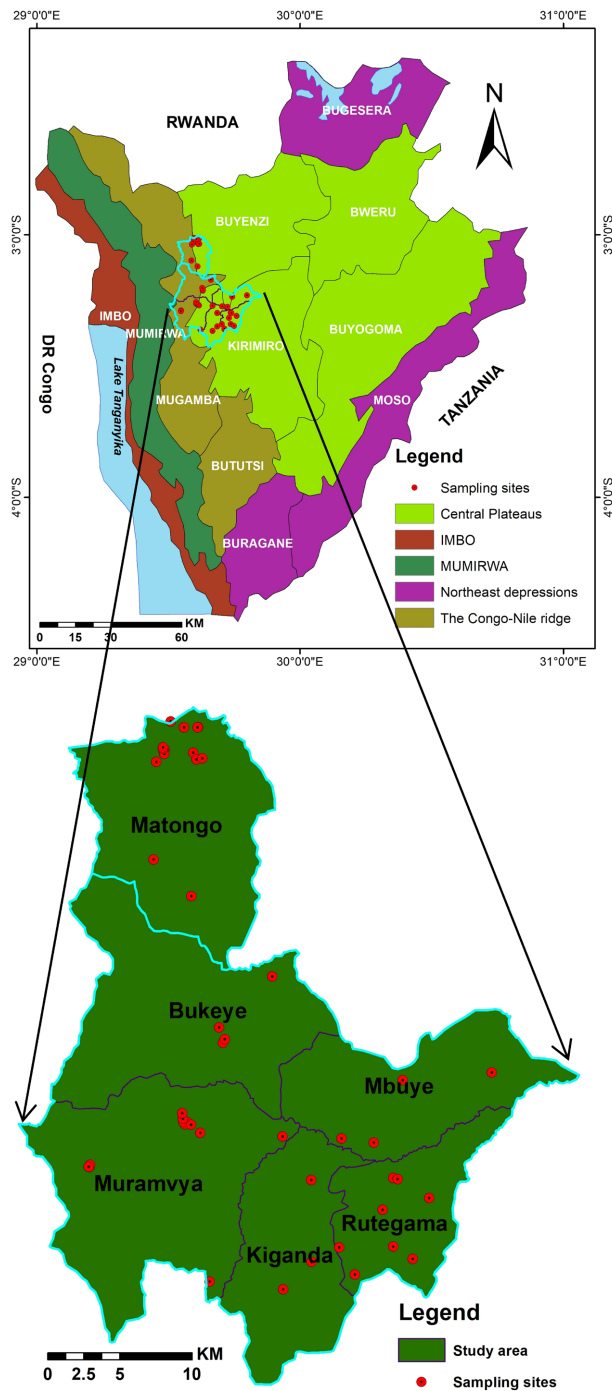 29°0'0"E
30°0'0"E
31°0'0"E
N
RWANDA
BUGESERA
3°0'0"S
3°0'0"S
BUYENZI
BWERU
IMBO
MUMIRWA
KIRIMIRO
BUYOGOMA
DR Congo
Lake Tanganyika
MUGAMBA
MOSO
TANZANIA
BUTUTSI
BURAGANE
4°0'0"S
4°0'0"S
Legend
Sampling sites
Central Plateaus
IMBO
MUMIRWA
Northeast depressions
The Congo-Nile ridge
KM
0 15 30 60
29°0'0"E
30°0'0"E
31°0'0"E
Matongo
Bukeye
Mbuye
Muramvya
Rutegama
Kiganda
Legend
Study area
Sampling sites
KM
0 2.5 5 10